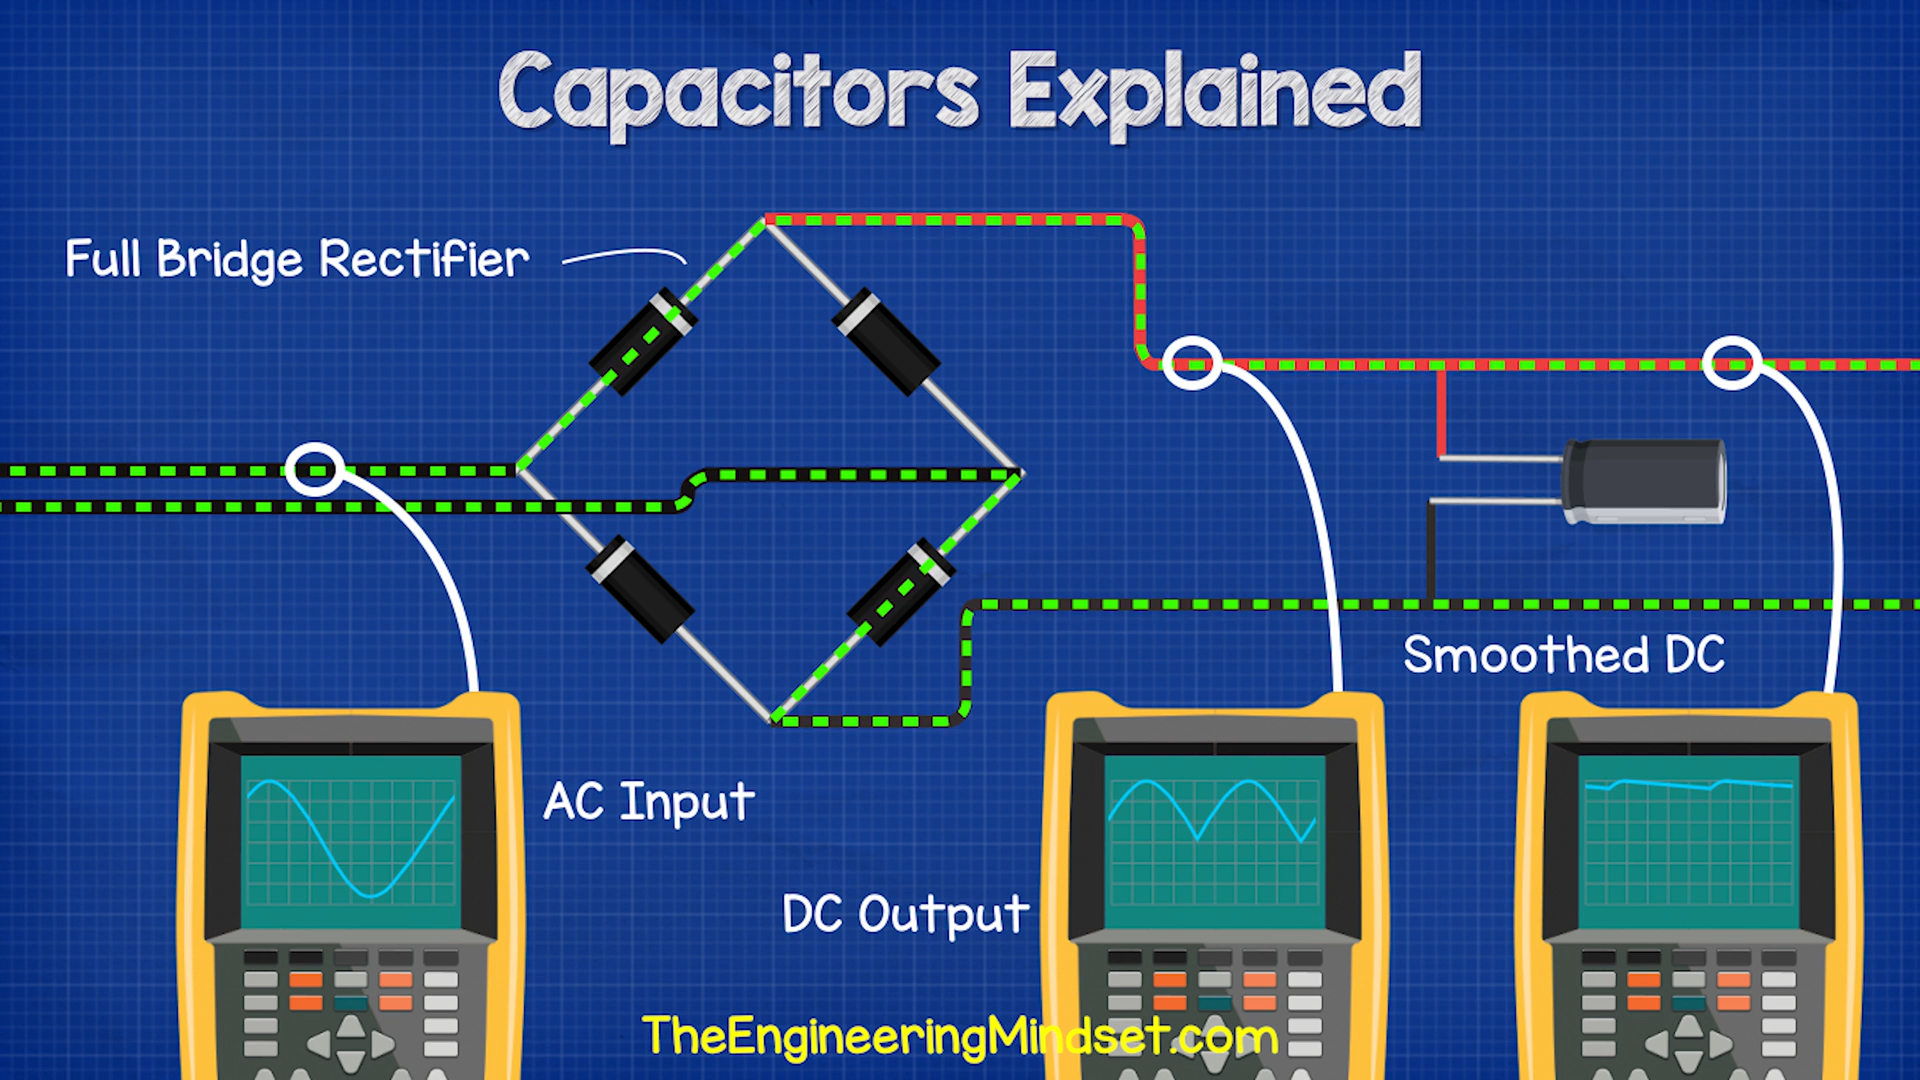 Capacitors Explained
Full Bridge Rectifier
Smoothed DC
AC Input
DC Output
TheEngineeringMindset.com